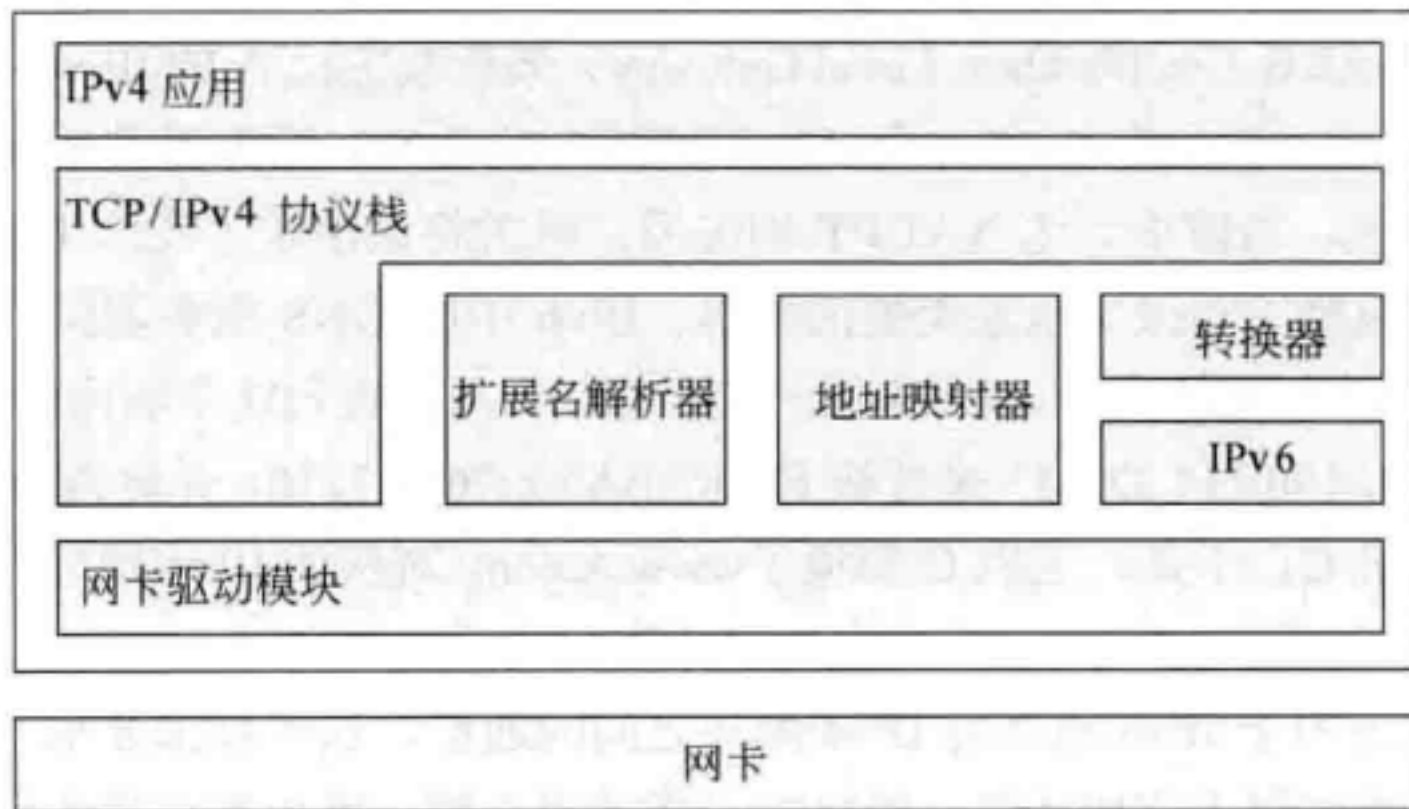 IPv4 应用
TCP/IPv4 协议栈
扩展名解析器
地址映射器
转换器
IPv6
网卡驱动模块
网卡